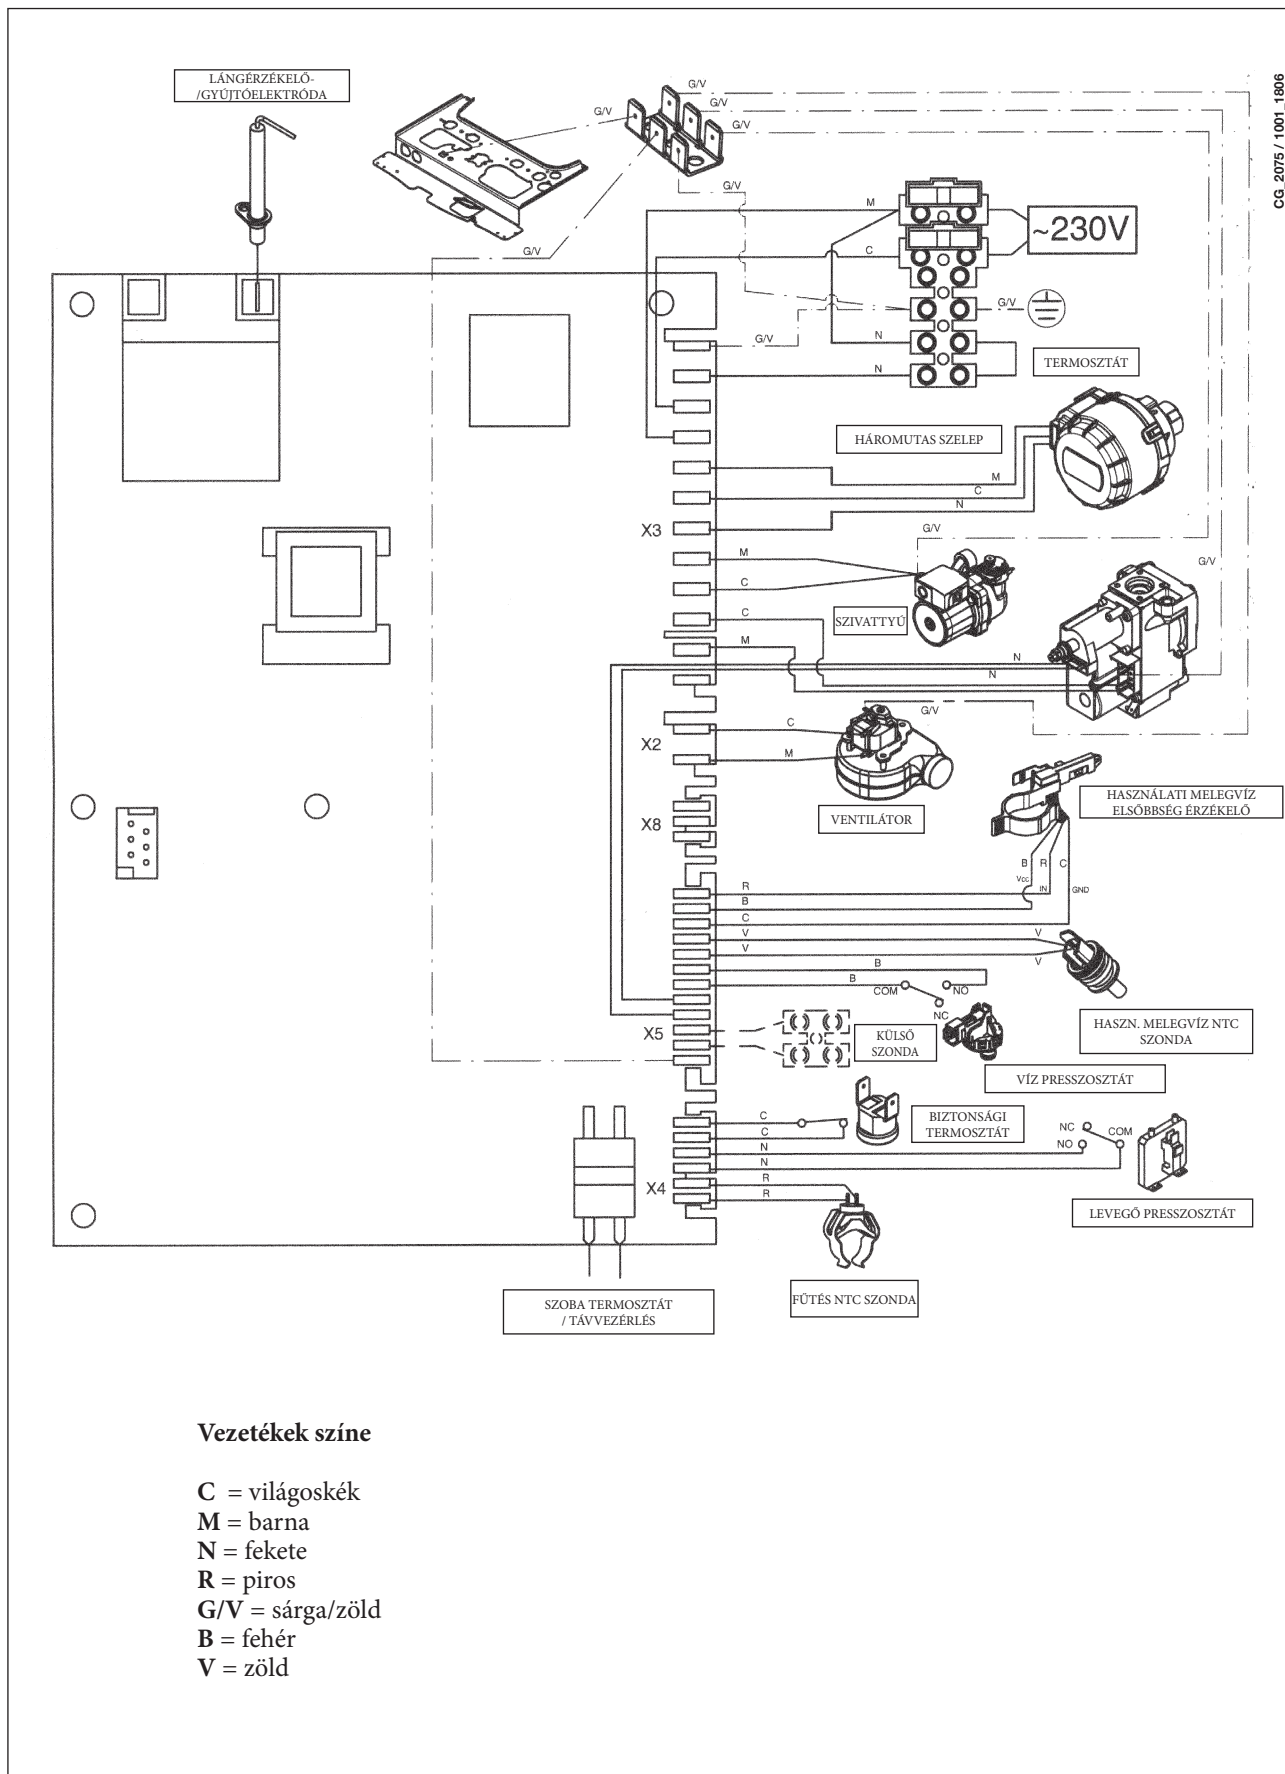 CG_2075 / 1001_1806
LÁNGÉRZÉKELŐ-
/GYÚJTÓELEKTRÓDA
G/V
G/V
G/V
G/V
G/V
G/V
M
~230V
C
G/V
G/V
N
TERMOSZTÁT
N
HÁROMUTAS SZELEP
M
C
N
X3
G/V
M
G/V
C
C
SZIVATTYÚ
M
N
N
G/V
C
X2
M
VENTILÁTOR
HASZNÁLATI MELEGVÍZ
ELSŐBBSÉG ÉRZÉKELŐ
X8
B
R
C
Vcc
IN
GND
R
B
C
V
V
V
V
B
B
COM
NO
NC
HASZN. MELEGVÍZ NTC
SZONDA
X5
KÜLSŐ
SZONDA
VÍZ PRESSZOSZTÁT
C
C
BIZTONSÁGI
TERMOSZTÁT
NC
COM
NO
N
N
R
X4
R
LEVEGŐ PRESSZOSZTÁT
FŰTÉS NTC SZONDA
SZOBA TERMOSZTÁT
/ TÁVVEZÉRLÉS
Vezetékek színe
C = világoskék
M = barna
N = fekete
R = piros
G/V = sárga/zöld
B = fehér
V = zöld